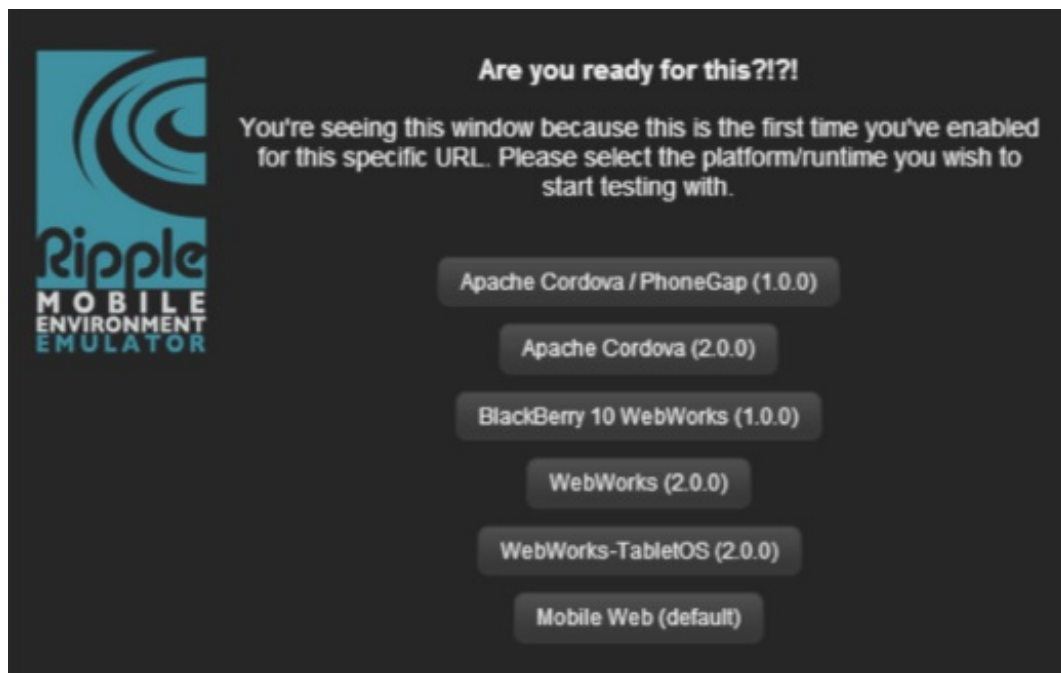 Ripple
MOBILE
ENVIRONMENT
EMULATOR
Are you ready for this?!?!
You're seeing this window because this is the first time you've enabled
for this specific URL. Please select the platform/runtime you wish to
start testing with.
Apache Cordova / PhoneGap (1.0.0)
Apache Cordova (2.0.0)
BlackBerry 10 WebWorks (1.0.0)
WebWorks (2.0.0)
WebWorks-TabletOS (2.0.0)
Mobile Web (default)